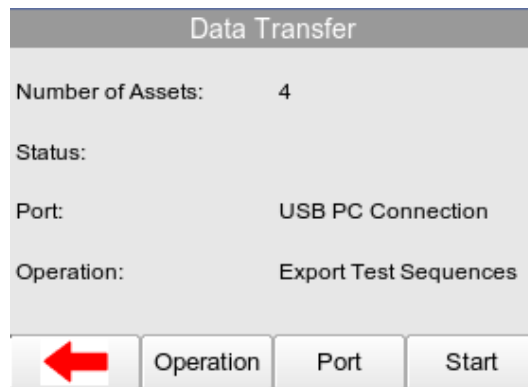 Data Transfer
Number of Assets: 4
Status:
Port: USB PC Connection
Operation: Export Test Sequences
Operation Port Start